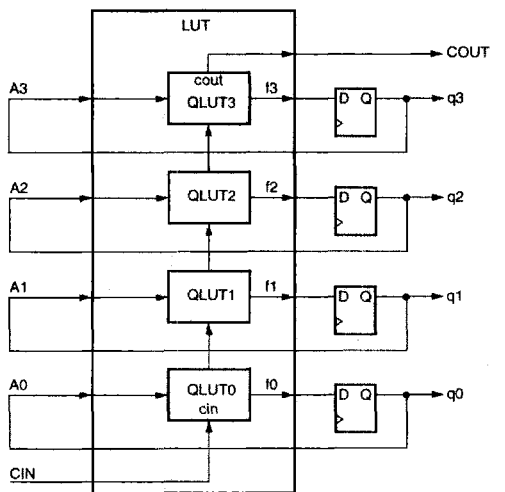 LUT
COUT
cout
A3 QLUT3 f3 D Q q3
A2 QLUT2 f2 D Q q2
A1 QLUT1 f1 D Q q1
A0 QLUT0 f0 D Q q0
cin
CIN